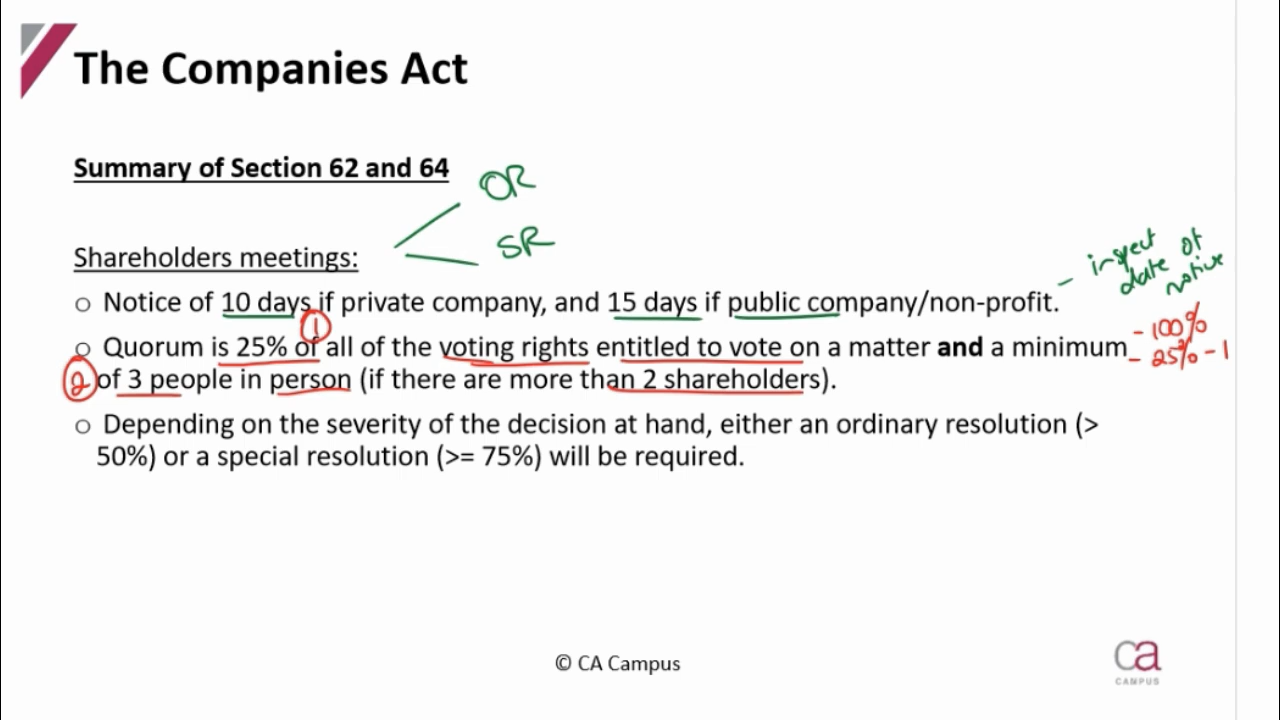 The Companies Act
Summary of Section 62 and 64
OR
SR
Shareholders meetings:
inspect
date of
notive
o Notice of 10 days if private company, and 15 days if public company/non-profit. -
1
o Quorum is 25% of all of the voting rights entitled to vote on a matter and a minimum
- 100%
- 25% - 1
2
of 3 people in person (if there are more than 2 shareholders).
o Depending on the severity of the decision at hand, either an ordinary resolution (>
50%) or a special resolution (>= 75%) will be required.
© CA Campus
ca
CAMPUS